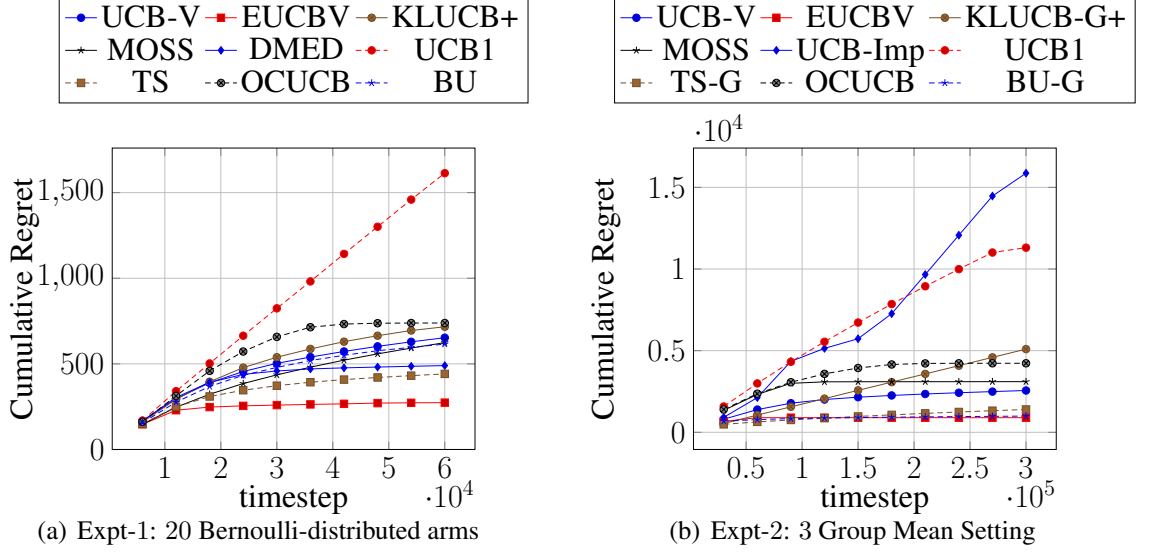 UCB-V EUCBV KLUCB+
MOSS DMED UCB1
TS OCUCB BU
1,500
1,000
500
0
Cumulative Regret
1 2 3 4 5 6
timestep
·10^4
(a) Expt-1: 20 Bernoulli-distributed arms
UCB-V EUCBV KLUCB-G+
MOSS UCB-Imp UCB1
TS-G OCUCB BU-G
·10^4
1.5
1
0.5
0
Cumulative Regret
0.5 1 1.5 2 2.5 3
timestep
·10^5
(b) Expt-2: 3 Group Mean Setting